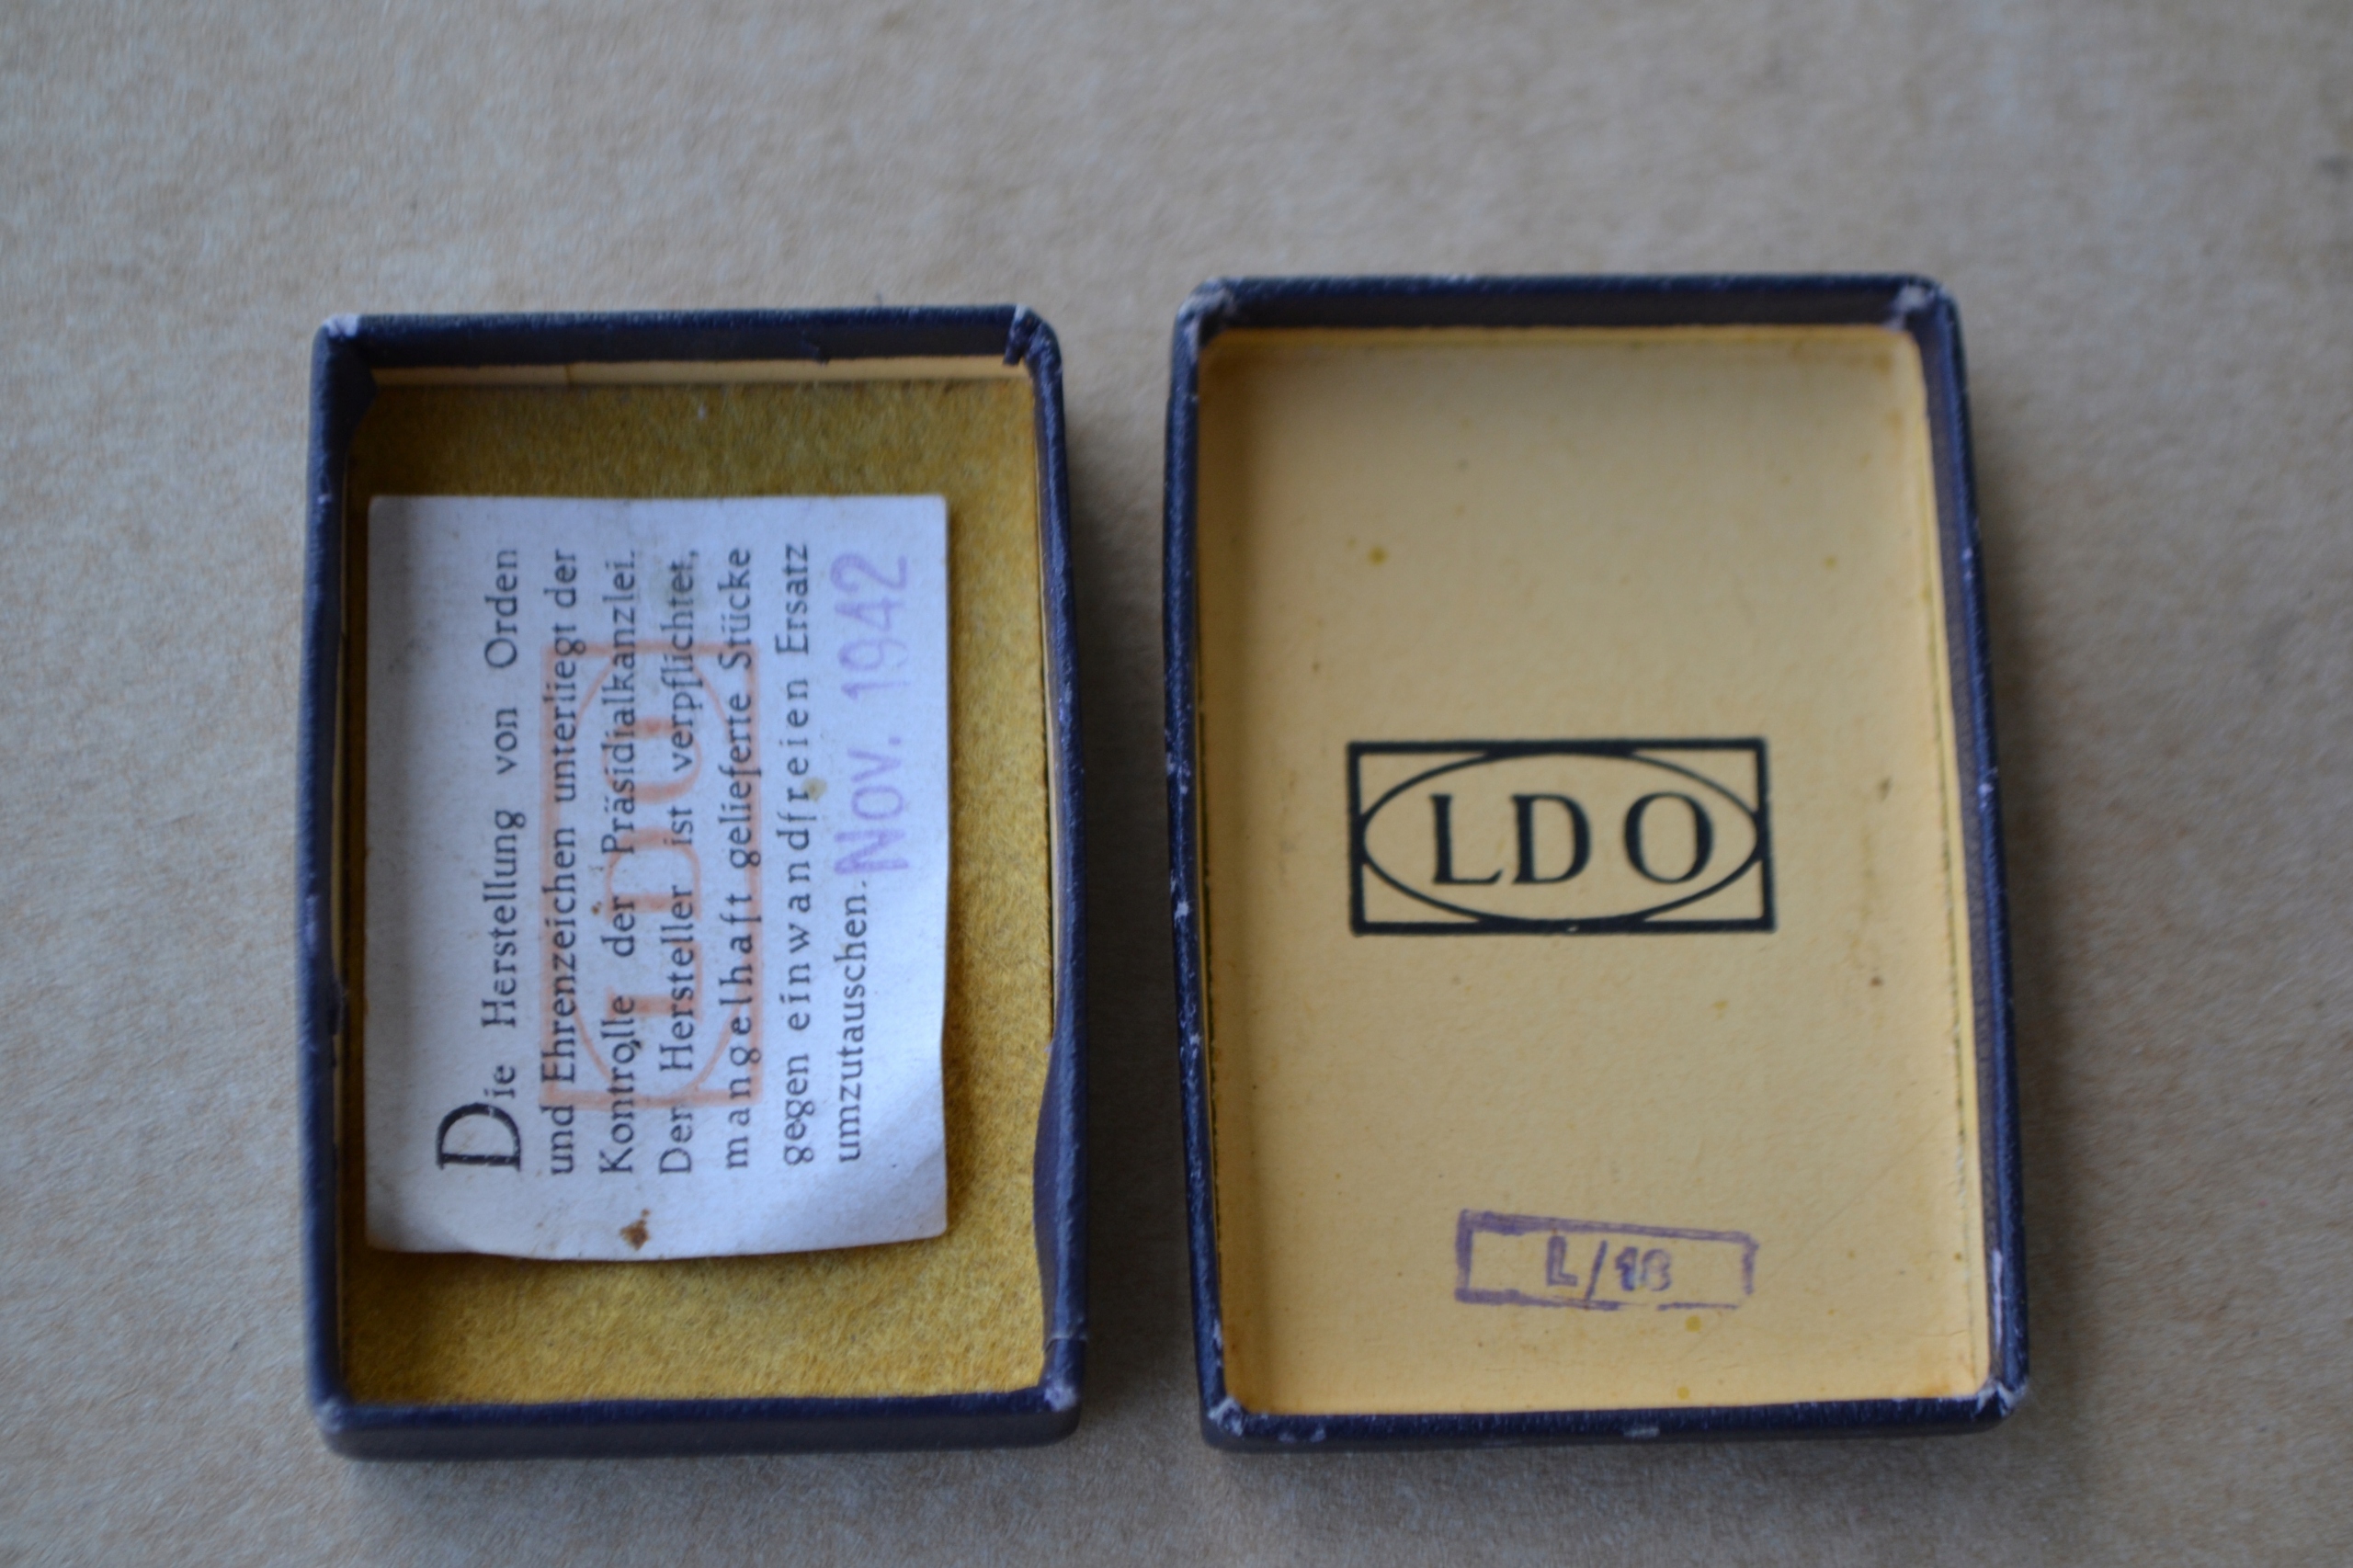 Die Herstellung von Orden
und Ehrenzeichen unterliegt der
Kontrolle der Präsidialkanzlei.
Der Hersteller ist verpflichtet,
mangelhaft gelieferte Stücke
gegen einwandfreien Ersatz
umzutauschen.
Nov. 1942
LDO
LDO
L/18